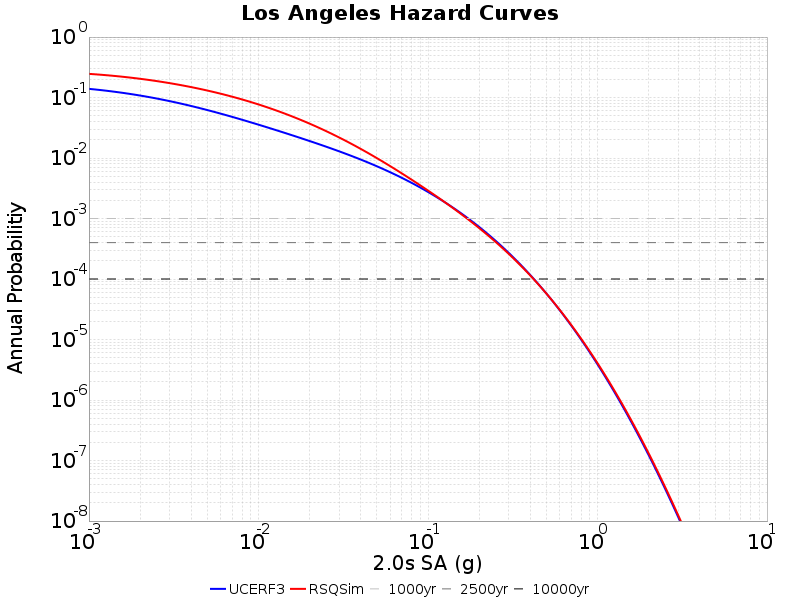 Los Angeles Hazard Curves
Annual Probabilitiy
10^0
10^-1
10^-2
10^-3
10^-4
10^-5
10^-6
10^-7
10^-8
10^-3 10^-2 10^-1 10^0 10^1
2.0s SA (g)
UCERF3 RSQSim 1000yr 2500yr 10000yr